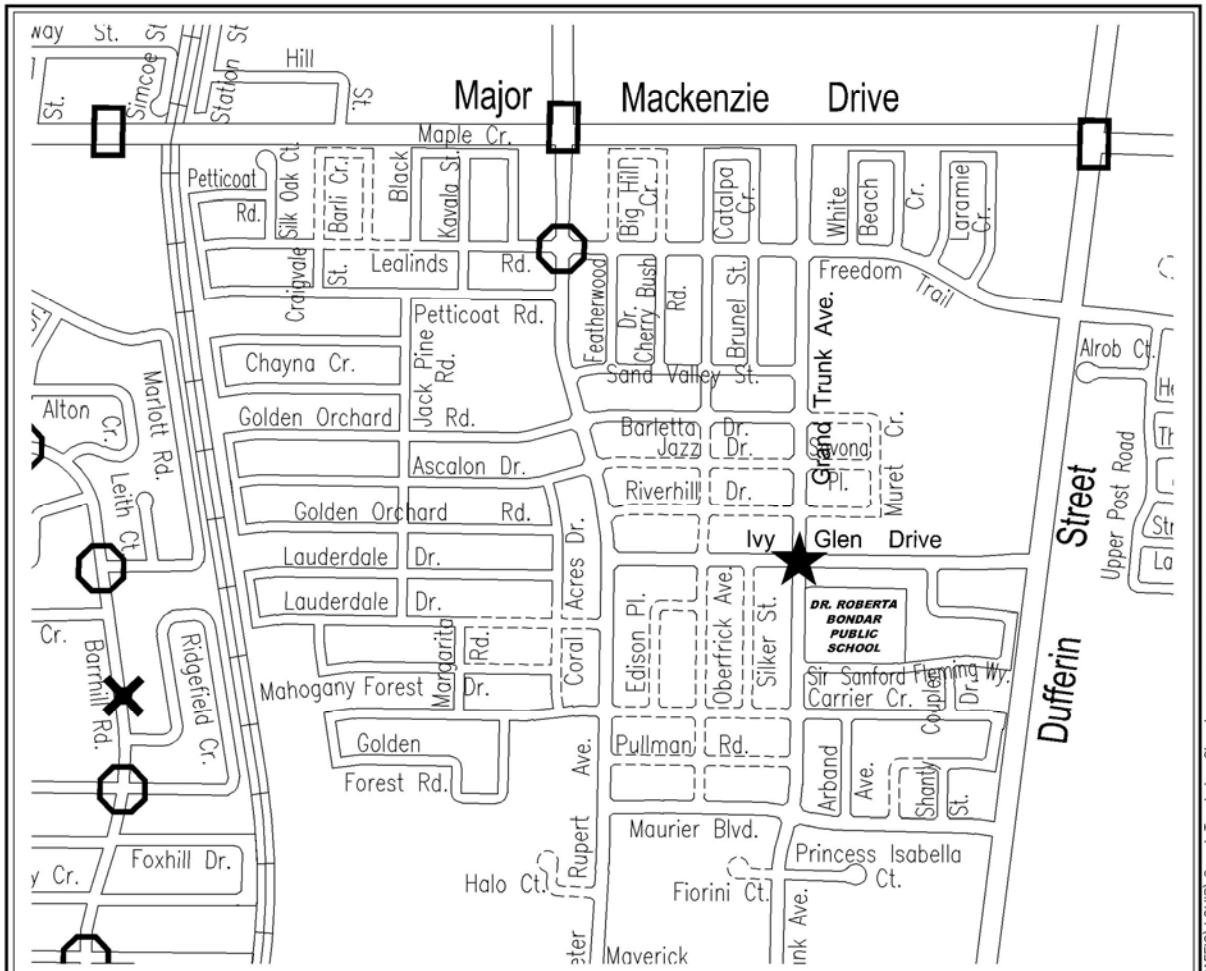 way St.
Simcoe St
Station St
Hill
St.
St.
Major Mackenzie Drive
Maple Cr.
Petticoat
Rd.
Silk Oak Ct.
Barli Cr.
Black
Kavala St.
Big Hill
Cr.
Catalpa
Cr.
White
Beach
Cr.
Laramie
Cr.
Craigvale
St.
Lealinds Rd.
Freedom
Trail
Petticoat Rd.
Featherwood
Dr.
Cherry Bush
Rd.
Brunel St.
Grand Trunk Ave.
Chayna Cr.
Jack Pine
Rd.
Sand Valley St.
Alrob Ct.
Marlott Rd.
Alton
Cr.
Golden Orchard Rd.
Barletta Dr.
Jazz Dr.
Savona
Pl.
Muret Cr.
Leith Ct
Ascalon Dr.
Riverhill Dr.
Upper Post Road
Golden Orchard Rd.
Ivy Glen Drive
Lauderdale Dr.
Lauderdale Dr.
Coral Acres Dr.
Edison Pl.
Oberfrick Ave.
Silker St.
DR. ROBERTA
BONDAR
PUBLIC
SCHOOL
Dufferin Street
Cr.
Barrhill Rd.
Ridgefield Cr.
Margarita
Rd.
Mahogany Forest Dr.
Sir Sanford Fleming Wy.
Carrier Cr.
Coupler
Dr.
Golden
Forest Rd.
Pullman Rd.
Arband
Ave.
Shanty
St.
Rupert Ave.
Maurier Blvd.
Foxhill Dr.
y Cr.
Halo Ct.
Fiorini Ct.
Princess Isabella
Ct.
eter
Maverick
unk Ave.